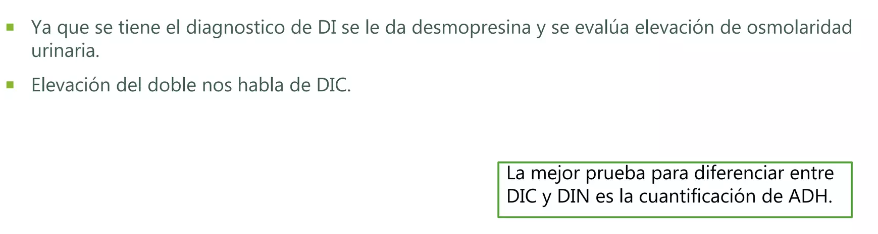 Ya que se tiene el diagnostico de DI se le da desmopresina y se evalúa elevación de osmolaridad
urinaria.
Elevación del doble nos habla de DIC.
La mejor prueba para diferenciar entre
DIC y DIN es la cuantificación de ADH.